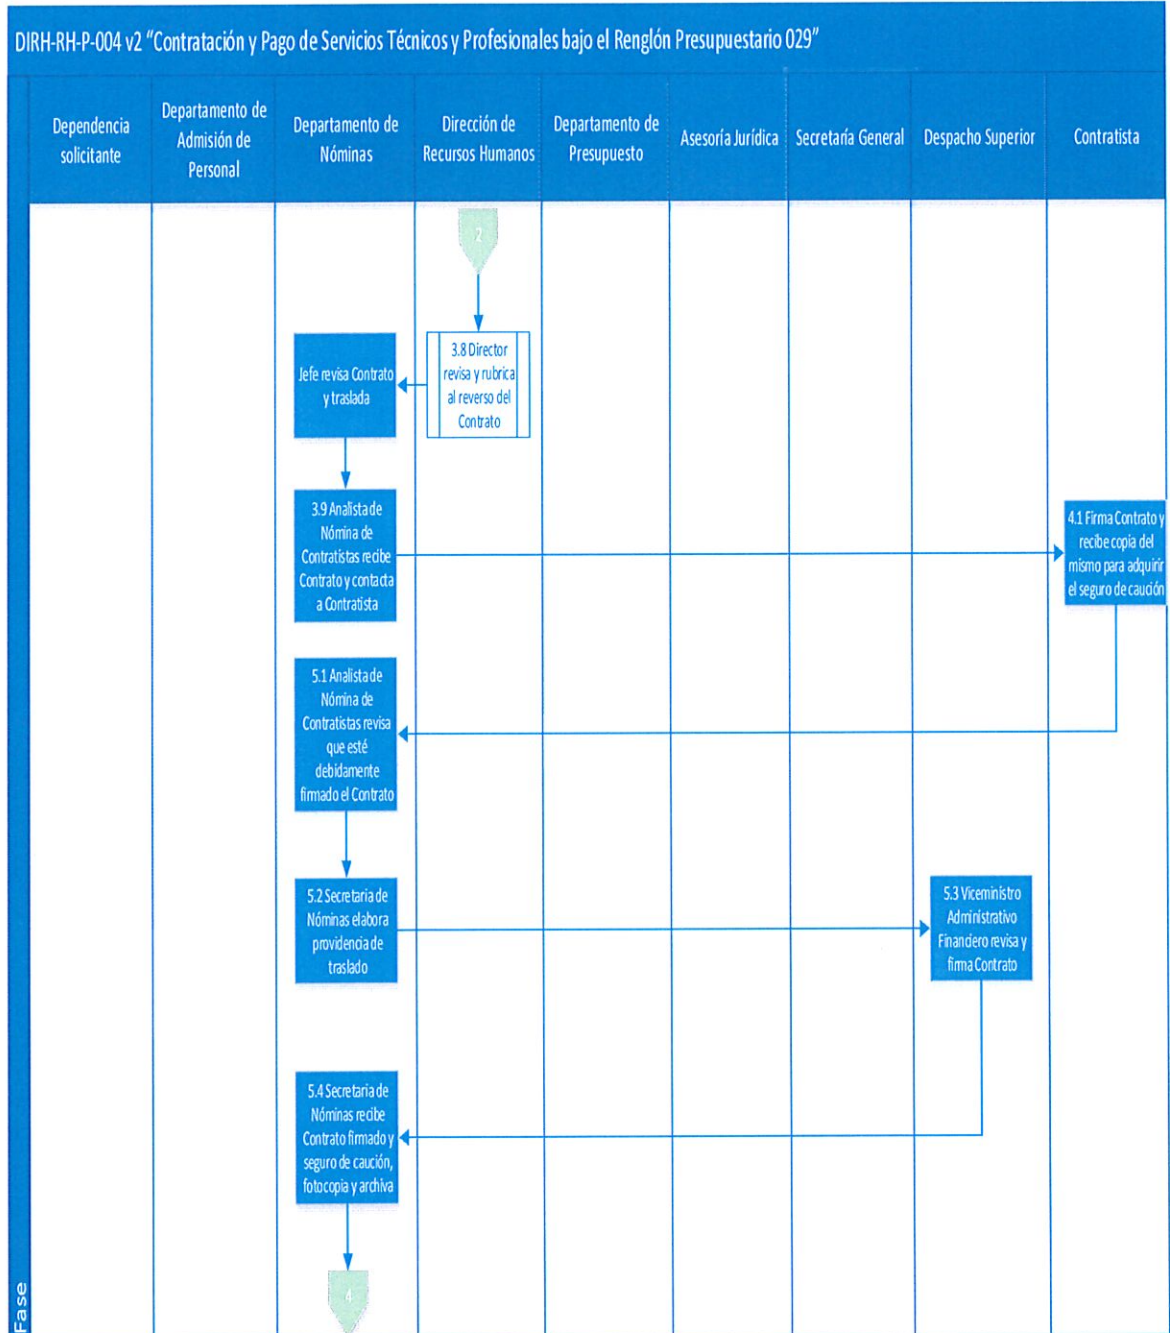 DIRH-RH-P-004 v2 “Contratación y Pago de Servicios Técnicos y Profesionales bajo el Renglón Presupuestario 029”
Dependencia
solicitante
Departamento de
Admisión de
Personal
Departamento de
Nóminas
Dirección de
Recursos Humanos
Departamento de
Presupuesto
Asesoría Jurídica
Secretaría General
Despacho Superior
Contratista
2
3.8 Director
revisa y rubrica
al reverso del
Contrato
Jefe revisa Contrato
y traslada
3.9 Analista de
Nómina de
Contratistas recibe
Contrato y contacta
a Contratista
4.1 Firma Contrato y
recibe copia del
mismo para adquirir
el seguro de caución
5.1 Analista de
Nómina de
Contratistas revisa
que esté
debidamente
firmado el Contrato
5.2 Secretaria de
Nóminas elabora
providencia de
traslado
5.3 Viceministro
Administrativo
Financiero revisa y
firma Contrato
5.4 Secretaria de
Nóminas recibe
Contrato firmado y
seguro de caución,
fotocopia y archiva
4
Fase